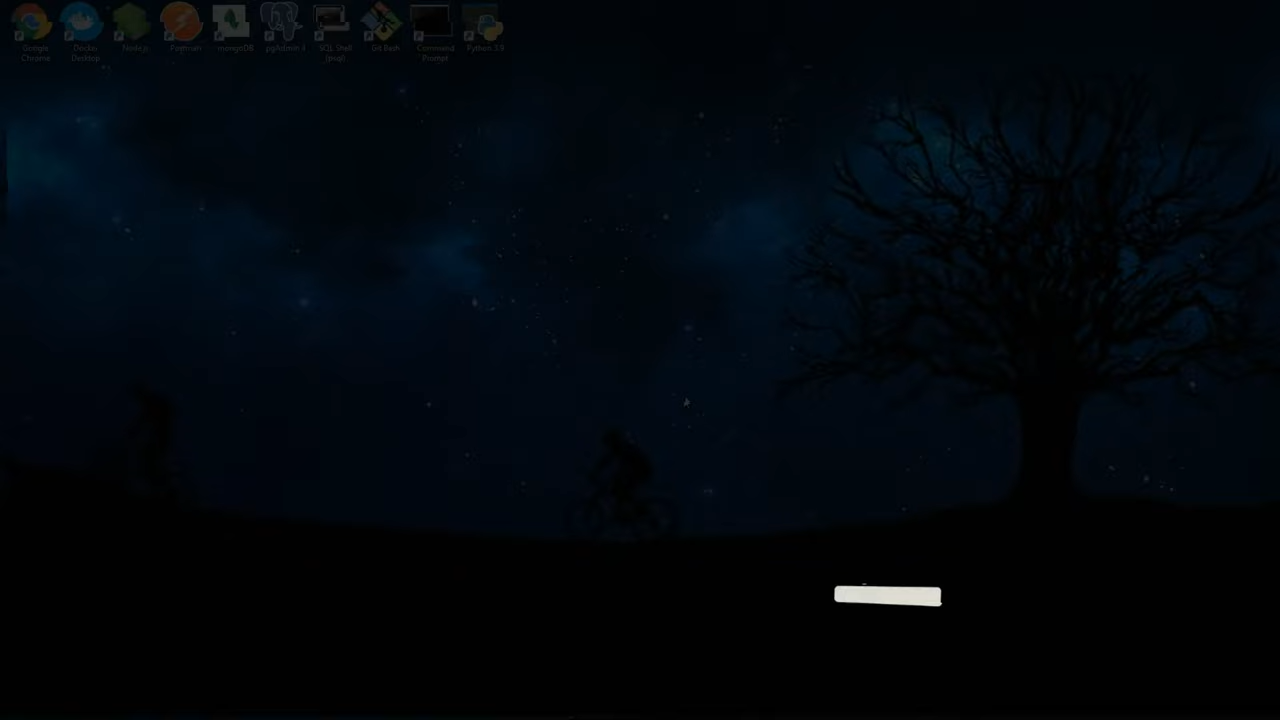 Google Chrome
Docker Desktop
Node.js
Postman
mongoDB
pgAdmin 4
SQL Shell (psql)
Git Bash
Command Prompt
Python 3.9